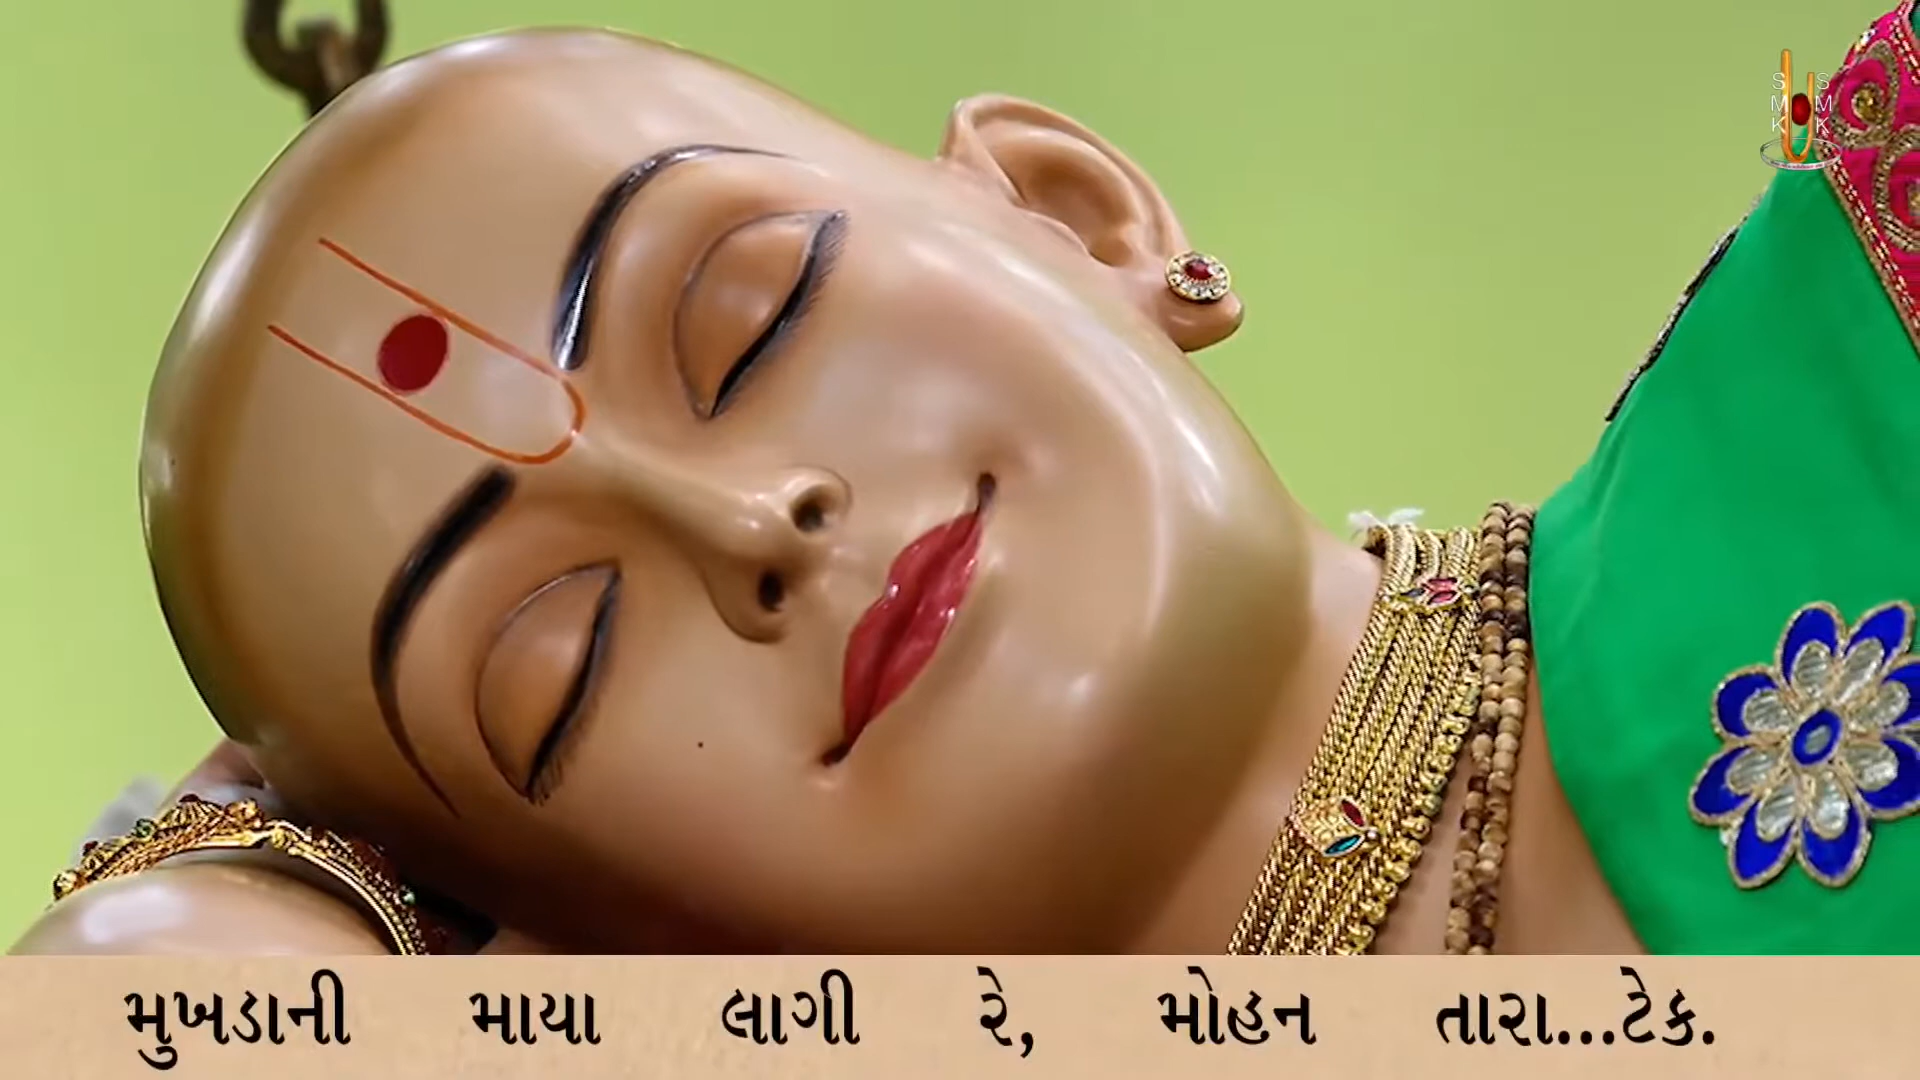 S S
M M
K K
મુખડાની માયા લાગી રે, મોહન તારા...ટેક.